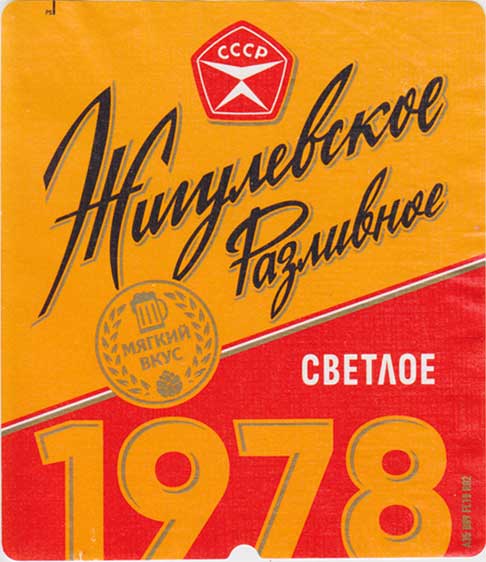 СССР
Жигулевское
Разливное
МЯГКИЙ
ВКУС
СВЕТЛОЕ
1978